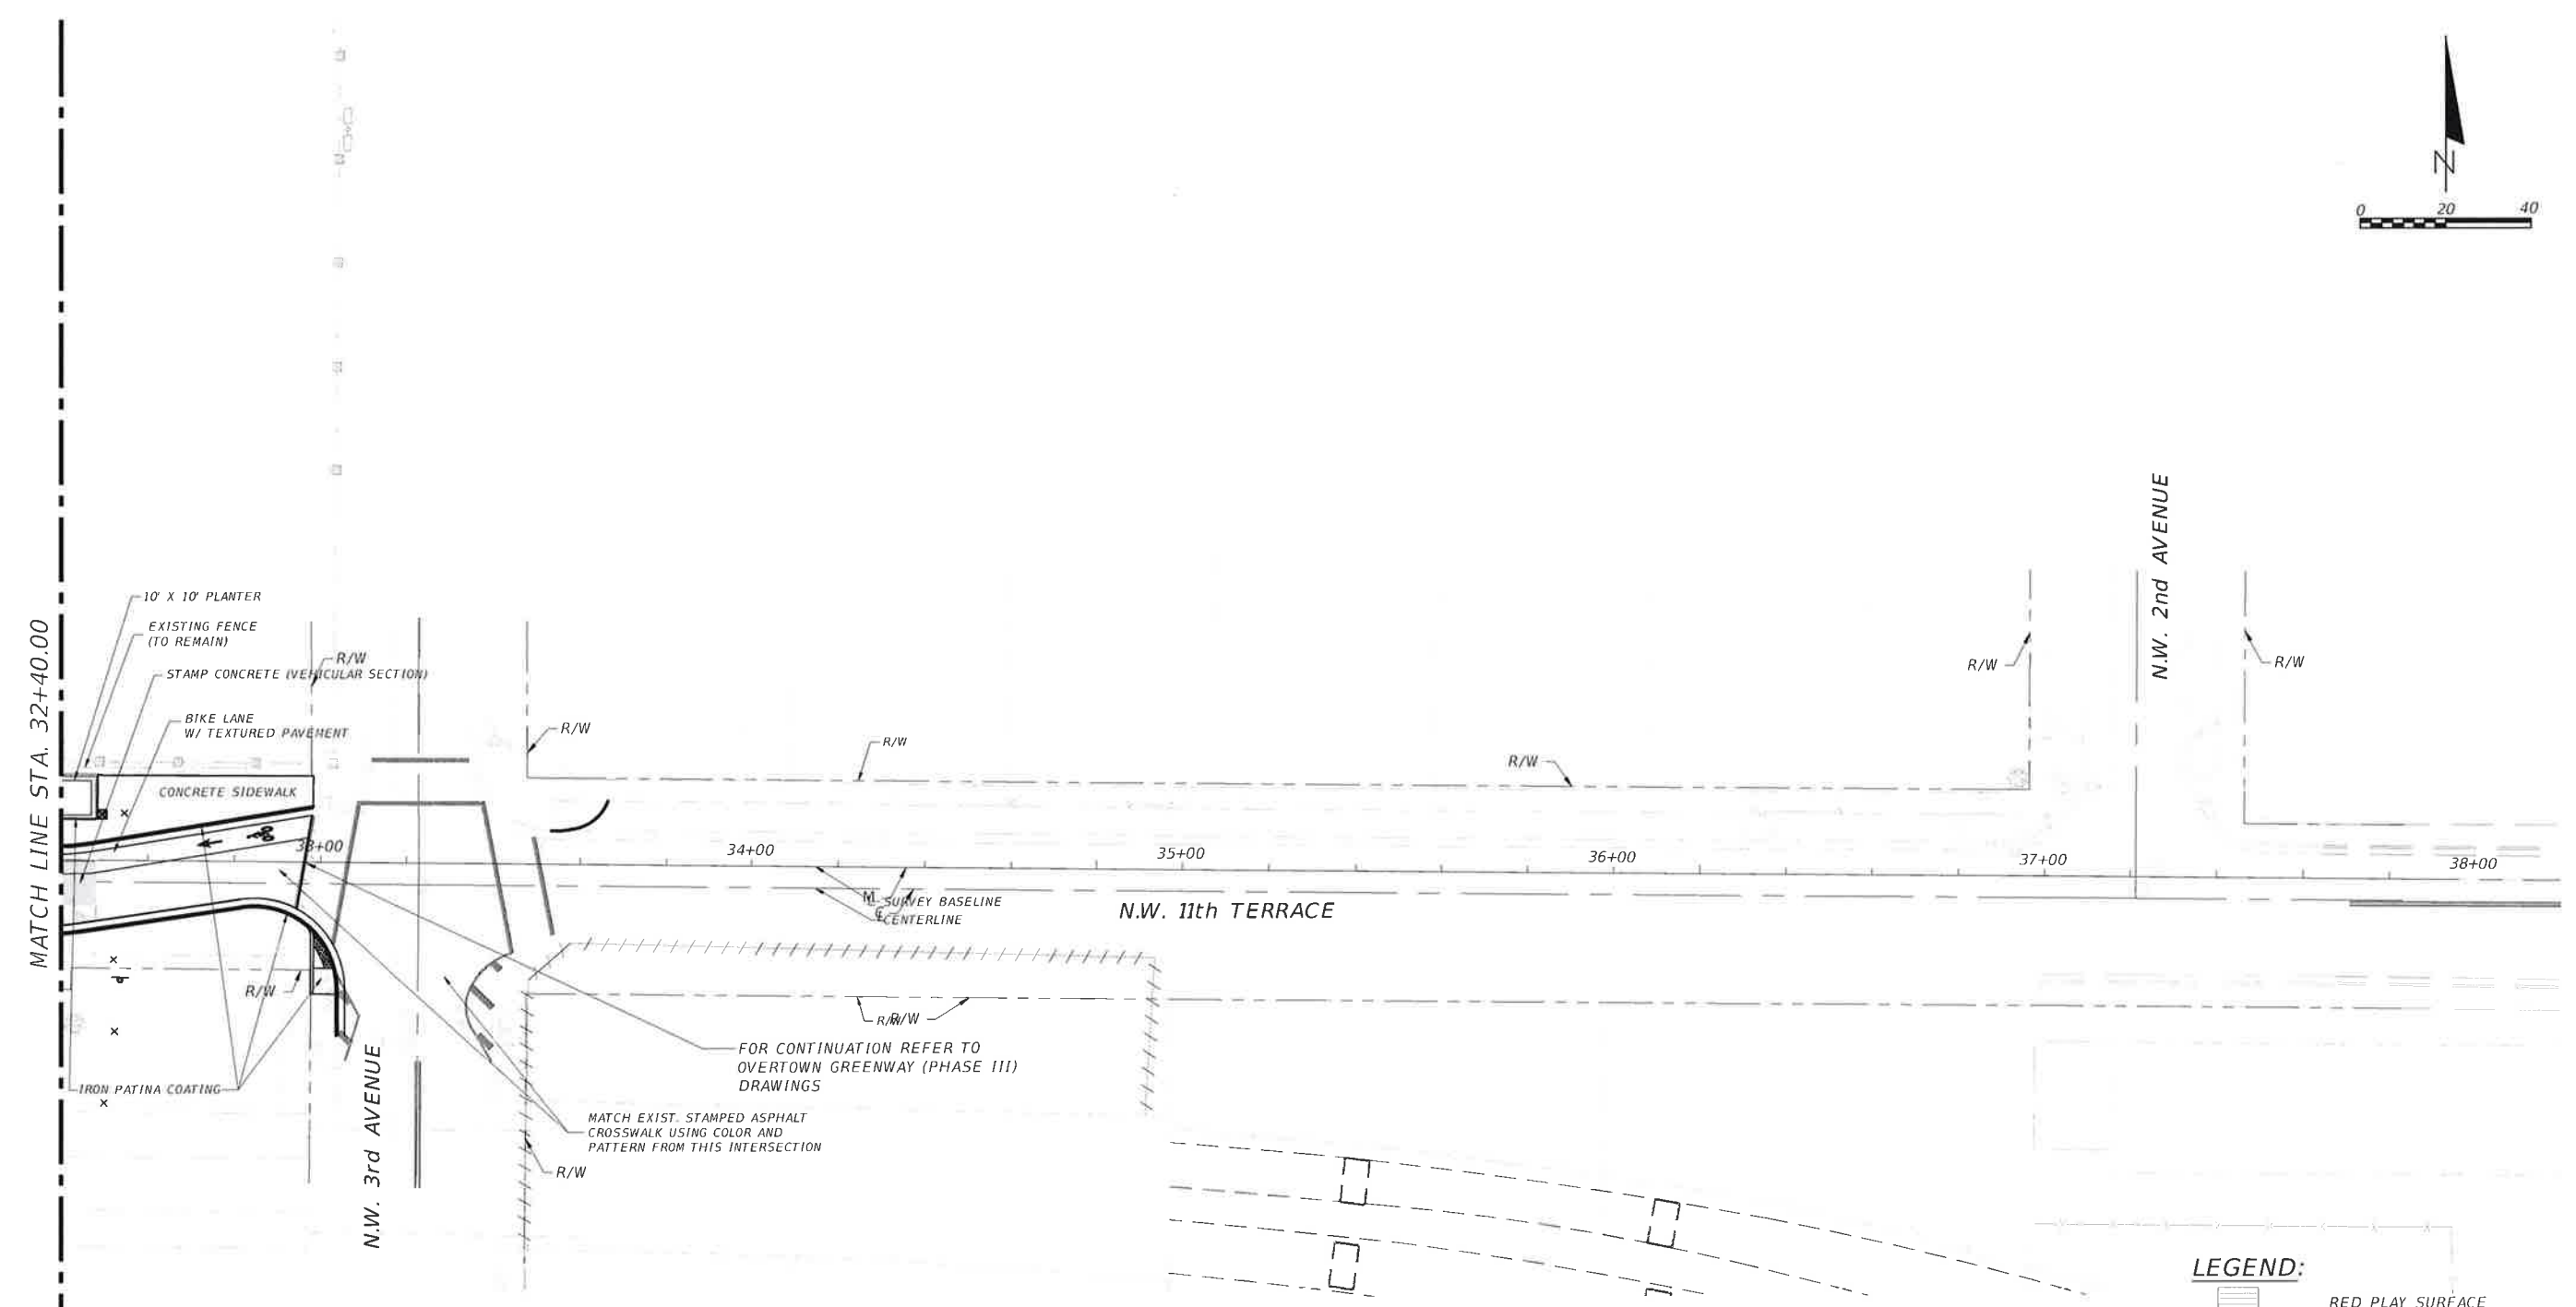 N
0 20 40
N.W. 2nd AVENUE
MATCH LINE STA. 32+40.00
10' X 10' PLANTER
EXISTING FENCE
(TO REMAIN)
R/W
STAMP CONCRETE (VEHICULAR SECTION)
R/W
R/W
BIKE LANE
W/ TEXTURED PAVEMENT
R/W
R/W
R/W
CONCRETE SIDEWALK
33+00
34+00
35+00
36+00
37+00
38+00
SURVEY BASELINE
CENTERLINE
N.W. 11th TERRACE
R/W
R/W
R/W
FOR CONTINUATION REFER TO
OVERTOWN GREENWAY (PHASE III)
DRAWINGS
IRON PATINA COATING
N.W. 3rd AVENUE
MATCH EXIST. STAMPED ASPHALT
CROSSWALK USING COLOR AND
PATTERN FROM THIS INTERSECTION
R/W
LEGEND:
RED PLAY SURFACE